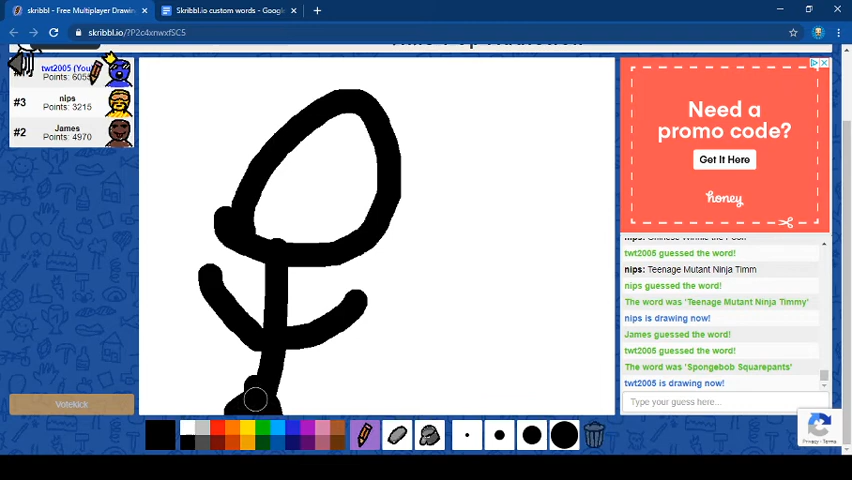 skribbl - Free Multiplayer Drawin
Skribbl.io custom words - Googl
skribbl.io/?P2c4xnwxfSC5
twt2005 (You)
Points: 6055
#3
nips
Points: 3215
#2
James
Points: 4970
Votekick
Need a
promo code?
Get It Here
honey
twt2005 guessed the word!
nips: Teenage Mutant Ninja Timm
nips guessed the word!
The word was 'Teenage Mutant Ninja Timmy'
nips is drawing now!
James guessed the word!
twt2005 guessed the word!
The word was 'Spongebob Squarepants'
twt2005 is drawing now!
Type your guess here...
Privacy - Terms